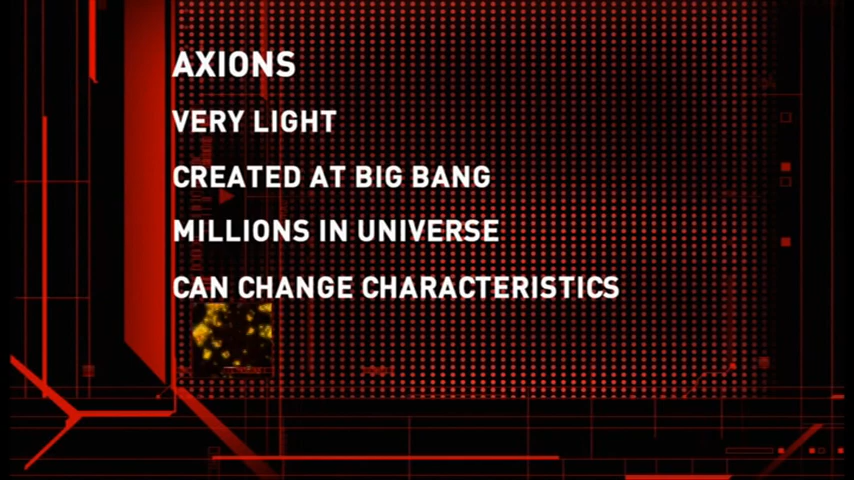 AXIONS
VERY LIGHT
CREATED AT BIG BANG
MILLIONS IN UNIVERSE
CAN CHANGE CHARACTERISTICS